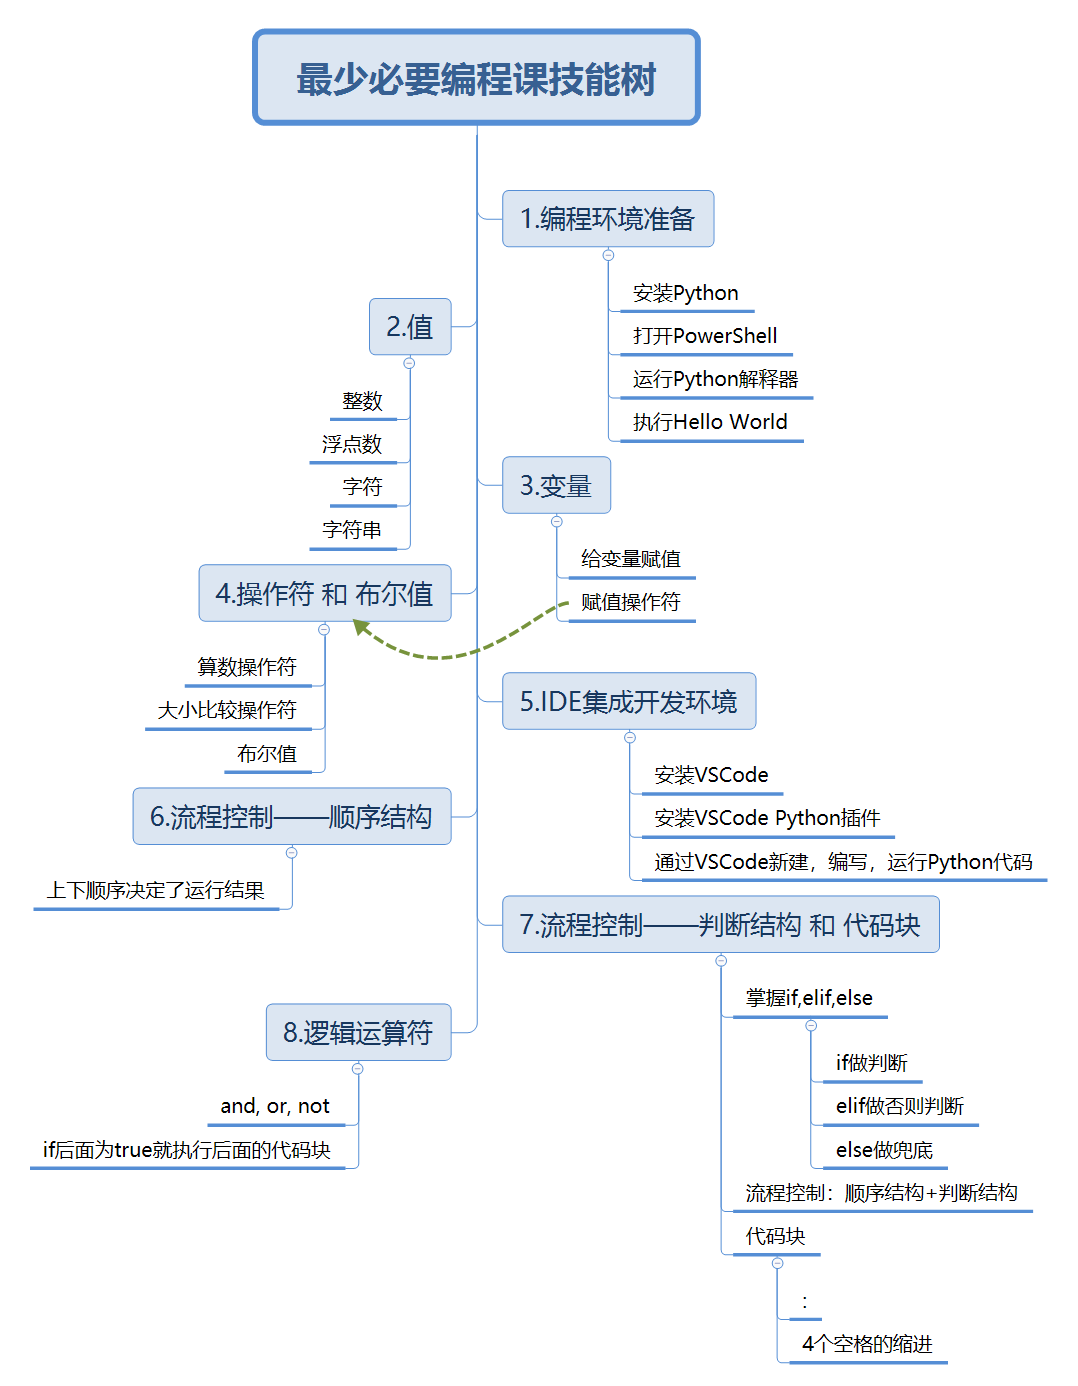 最少必要编程课技能树
1.编程环境准备
安装Python
打开PowerShell
运行Python解释器
执行Hello World
2.值
整数
浮点数
字符
字符串
3.变量
给变量赋值
赋值操作符
4.操作符 和 布尔值
算数操作符
大小比较操作符
布尔值
5.IDE集成开发环境
安装VSCode
安装VSCode Python插件
通过VSCode新建，编写，运行Python代码
6.流程控制——顺序结构
上下顺序决定了运行结果
7.流程控制——判断结构 和 代码块
掌握if,elif,else
if做判断
elif做否则判断
else做兜底
流程控制：顺序结构+判断结构
代码块
：
4个空格的缩进
8.逻辑运算符
and, or, not
if后面为true就执行后面的代码块